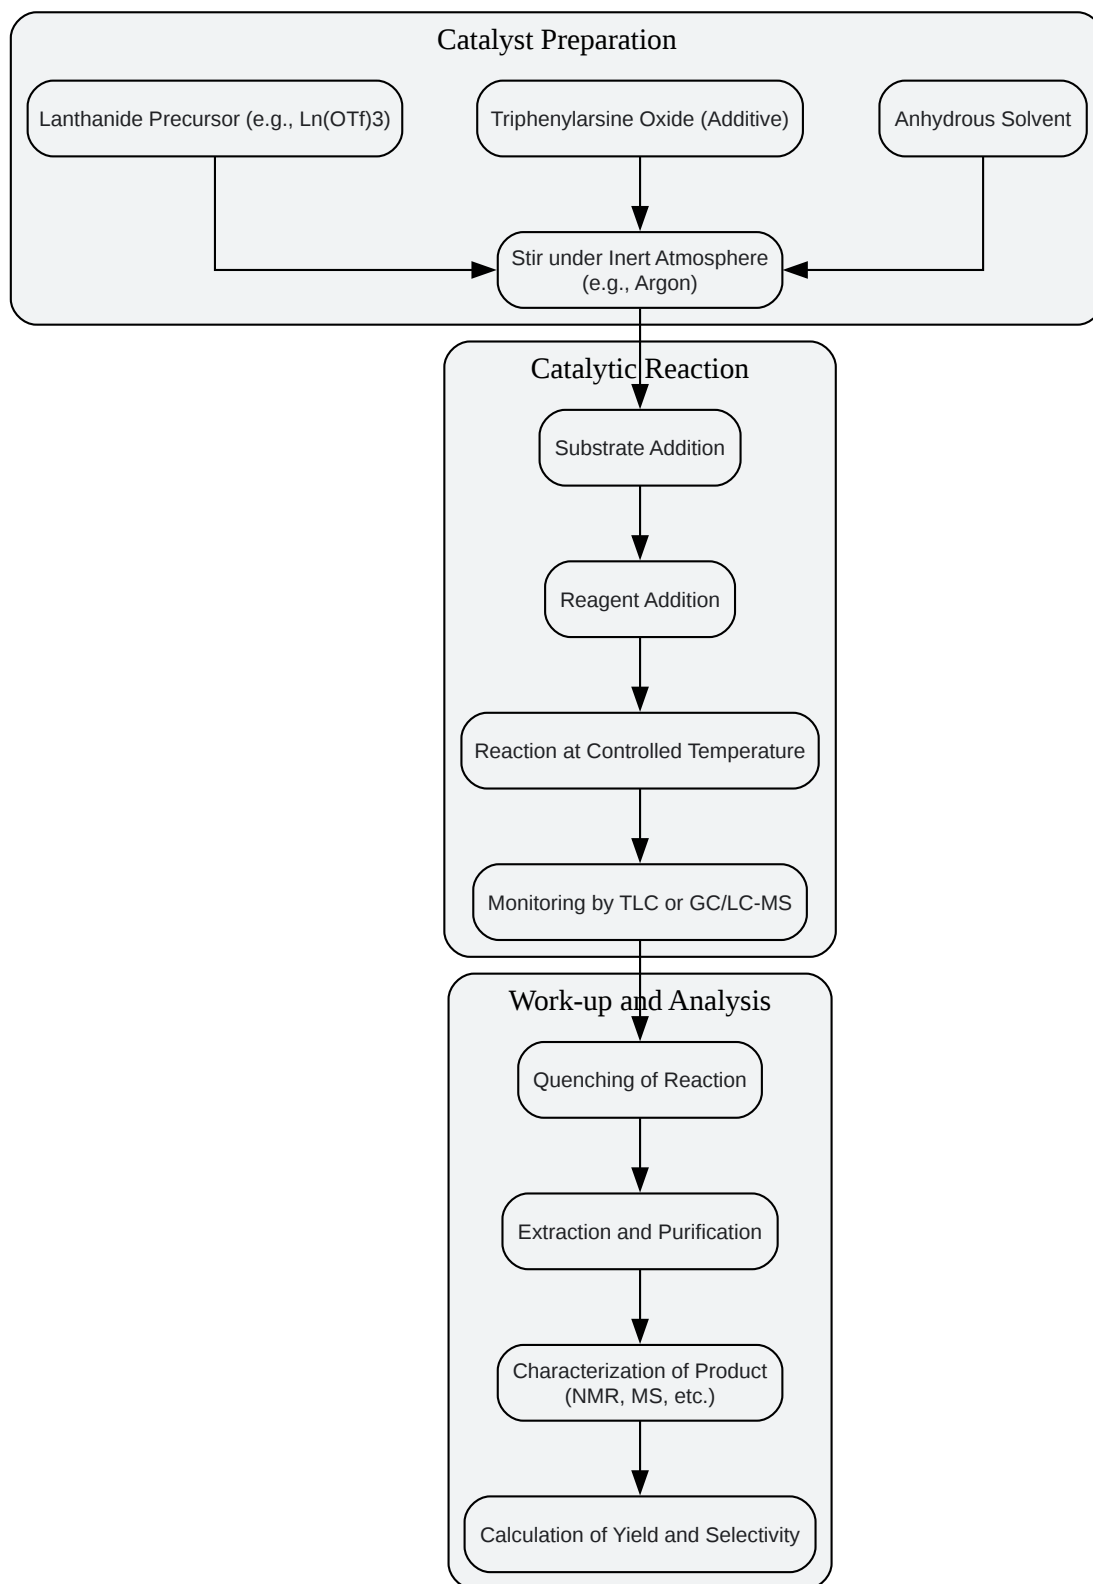 Catalyst Preparation
Lanthanide Precursor (e.g., Ln(OTf)3)
Triphenylarsine Oxide (Additive)
Anhydrous Solvent
Stir under Inert Atmosphere
(e.g., Argon)
Catalytic Reaction
Substrate Addition
Reagent Addition
Reaction at Controlled Temperature
Monitoring by TLC or GC/LC-MS
Work-up and Analysis
Quenching of Reaction
Extraction and Purification
Characterization of Product
(NMR, MS, etc.)
Calculation of Yield and Selectivity